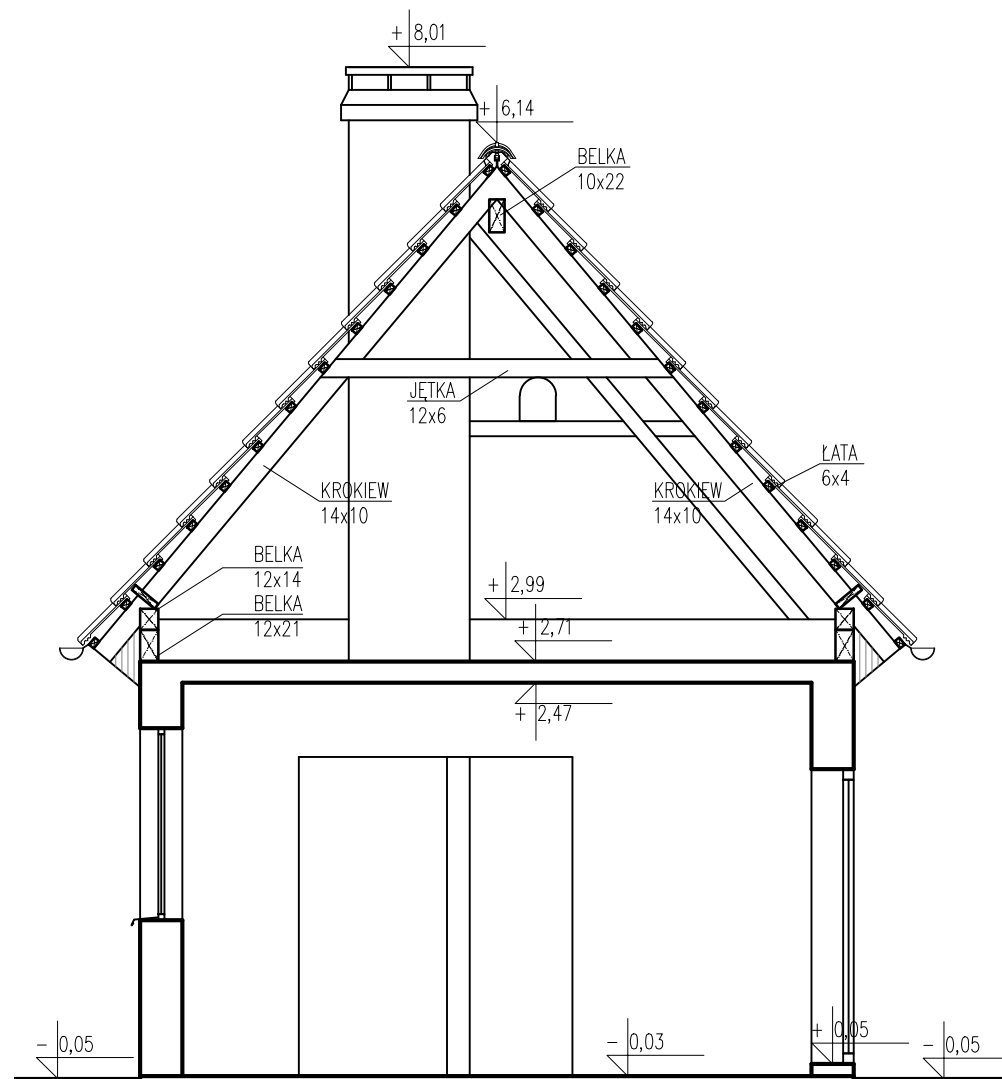 + 8,01
+ 6,14
BELKA
10x22
JĘTKA
12x6
ŁATA
6x4
KROKIEW
14x10
KROKIEW
14x10
BELKA
12x14
+ 2,99
BELKA
12x21
+ 2,71
+ 2,47
- 0,05
- 0,03
+ 0,05
- 0,05